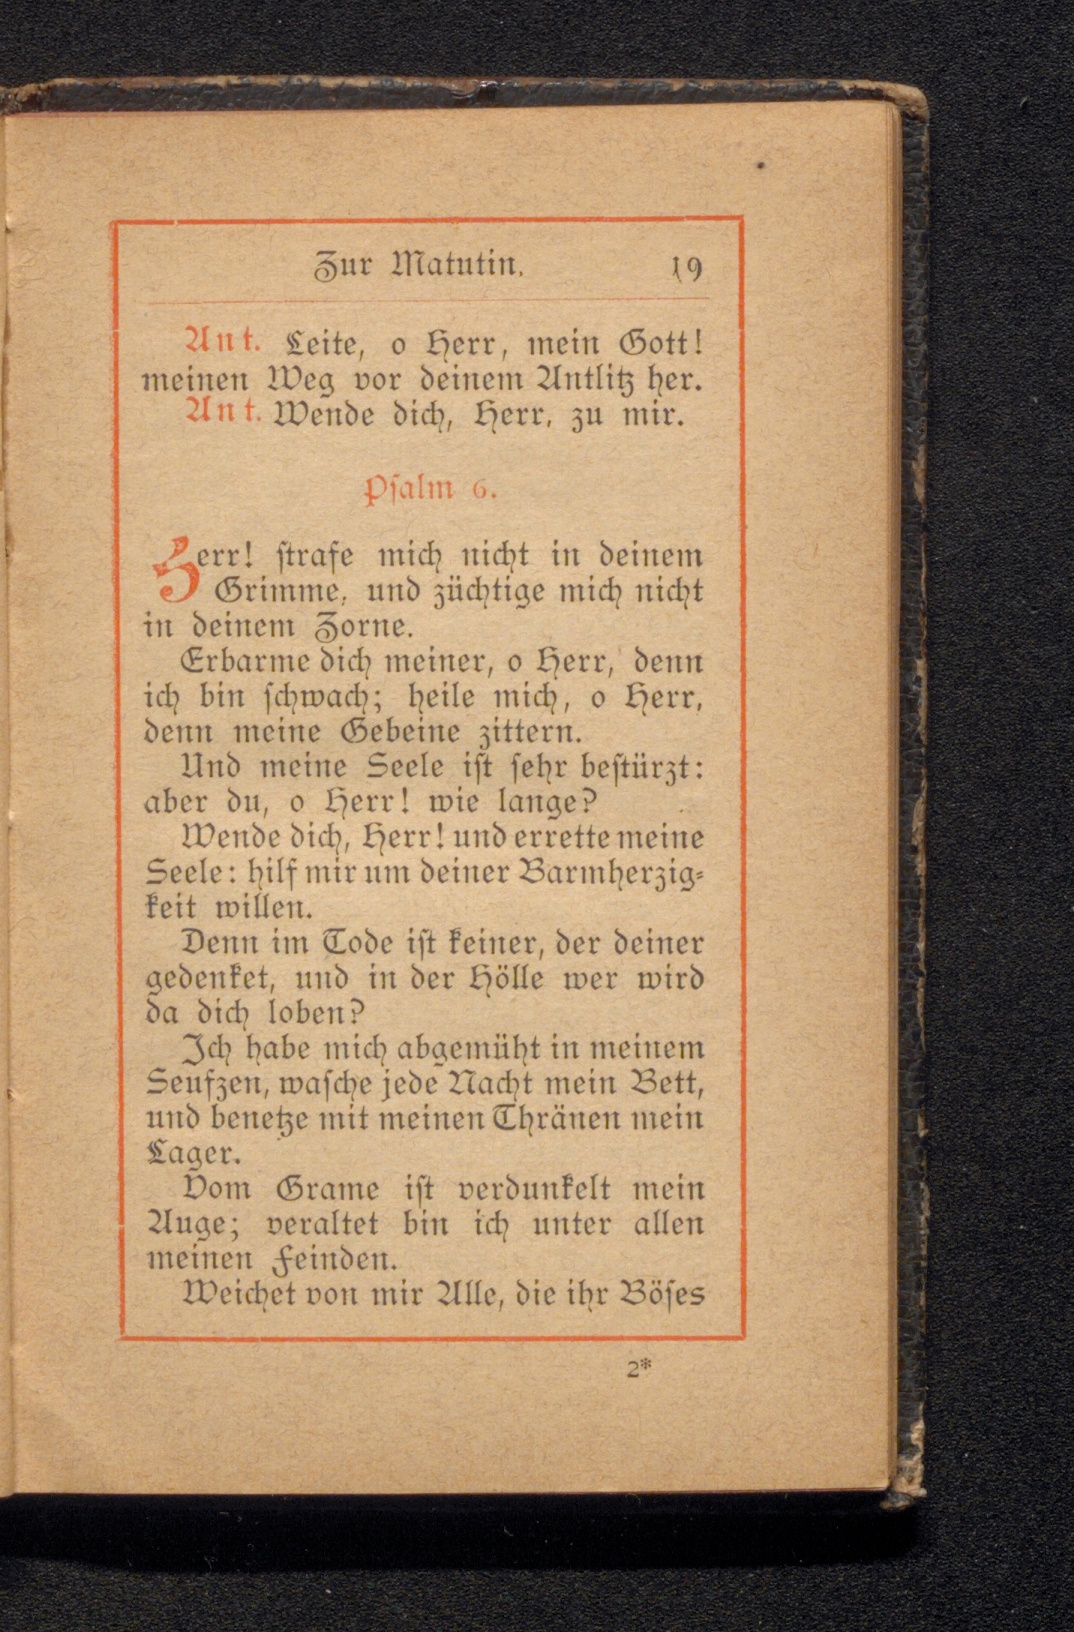 Zur Matutin. 19
Ant. Leite, o Herr, mein Gott!
meinen Weg vor deinem Antlitz her.
Ant. Wende dich, Herr, zu mir.
Psalm 6.
Herr! ſtrafe mich nicht in deinem
Grimme, und züchtige mich nicht
in deinem Zorne.
Erbarme dich meiner, o Herr, denn
ich bin ſchwach; heile mich, o Herr,
denn meine Gebeine zittern.
Und meine Seele iſt ſehr beſtürzt:
aber du, o Herr! wie lange?
Wende dich, Herr! und errette meine
Seele: hilf mir um deiner Barmherzig⸗
keit willen.
Denn im Tode iſt keiner, der deiner
gedenket, und in der Hölle wer wird
da dich loben?
Ich habe mich abgemüht in meinem
Seufzen, waſche jede Nacht mein Bett,
und benetze mit meinen Thränen mein
Lager.
Vom Grame iſt verdunkelt mein
Auge; veraltet bin ich unter allen
meinen Feinden.
Weichet von mir Alle, die ihr Böſes
2*